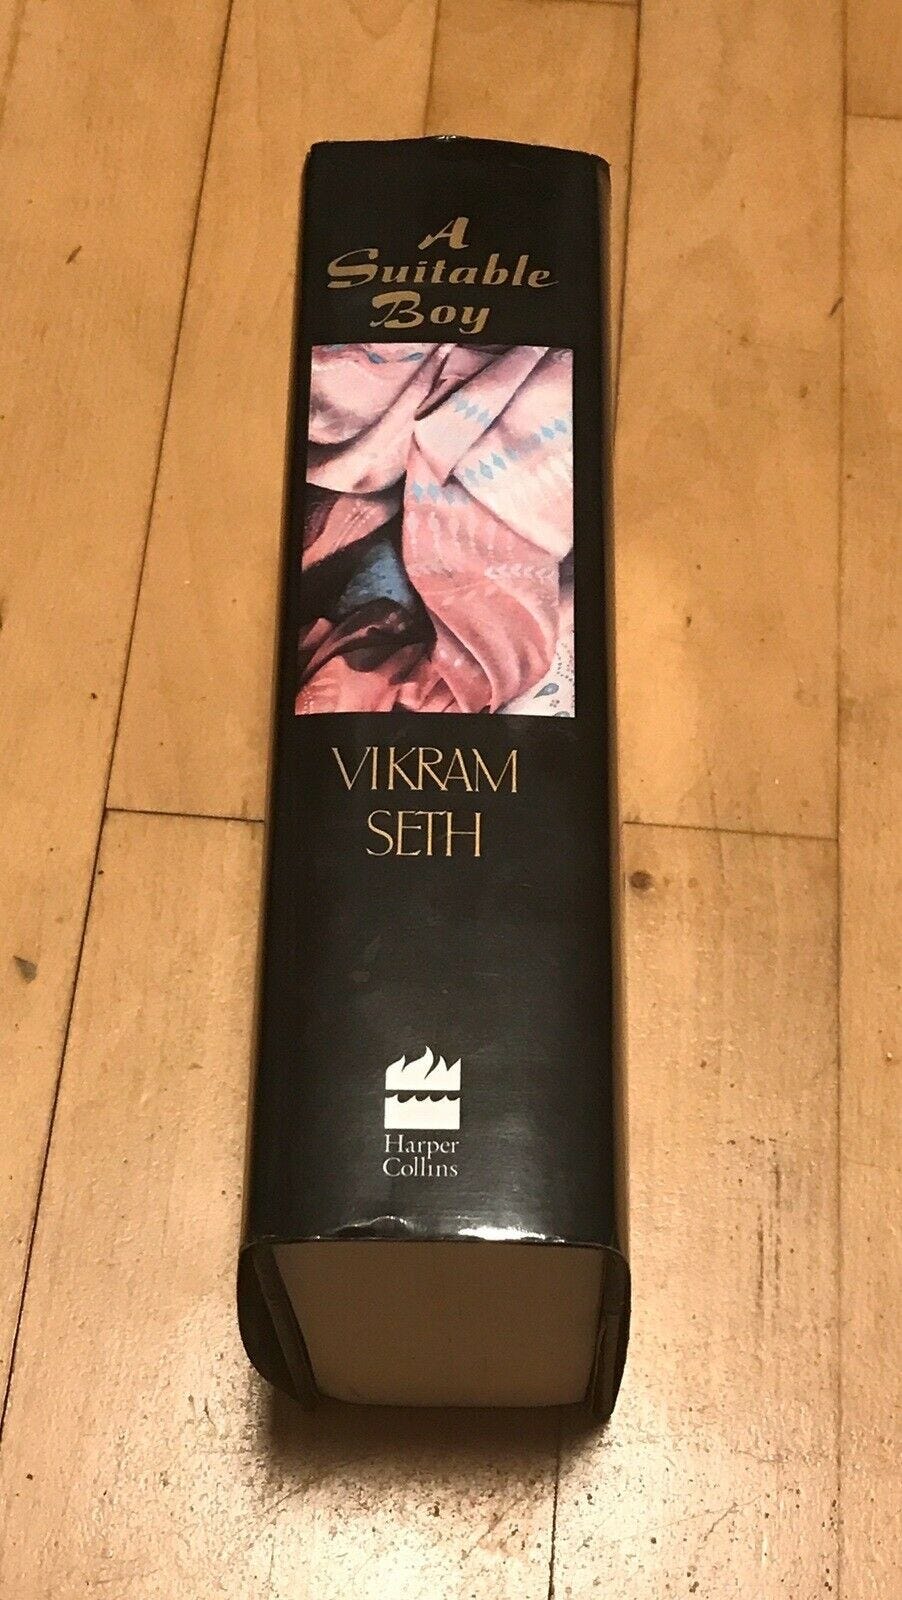 A
Suitable
Boy
VIKRAM
SETH
Harper
Collins